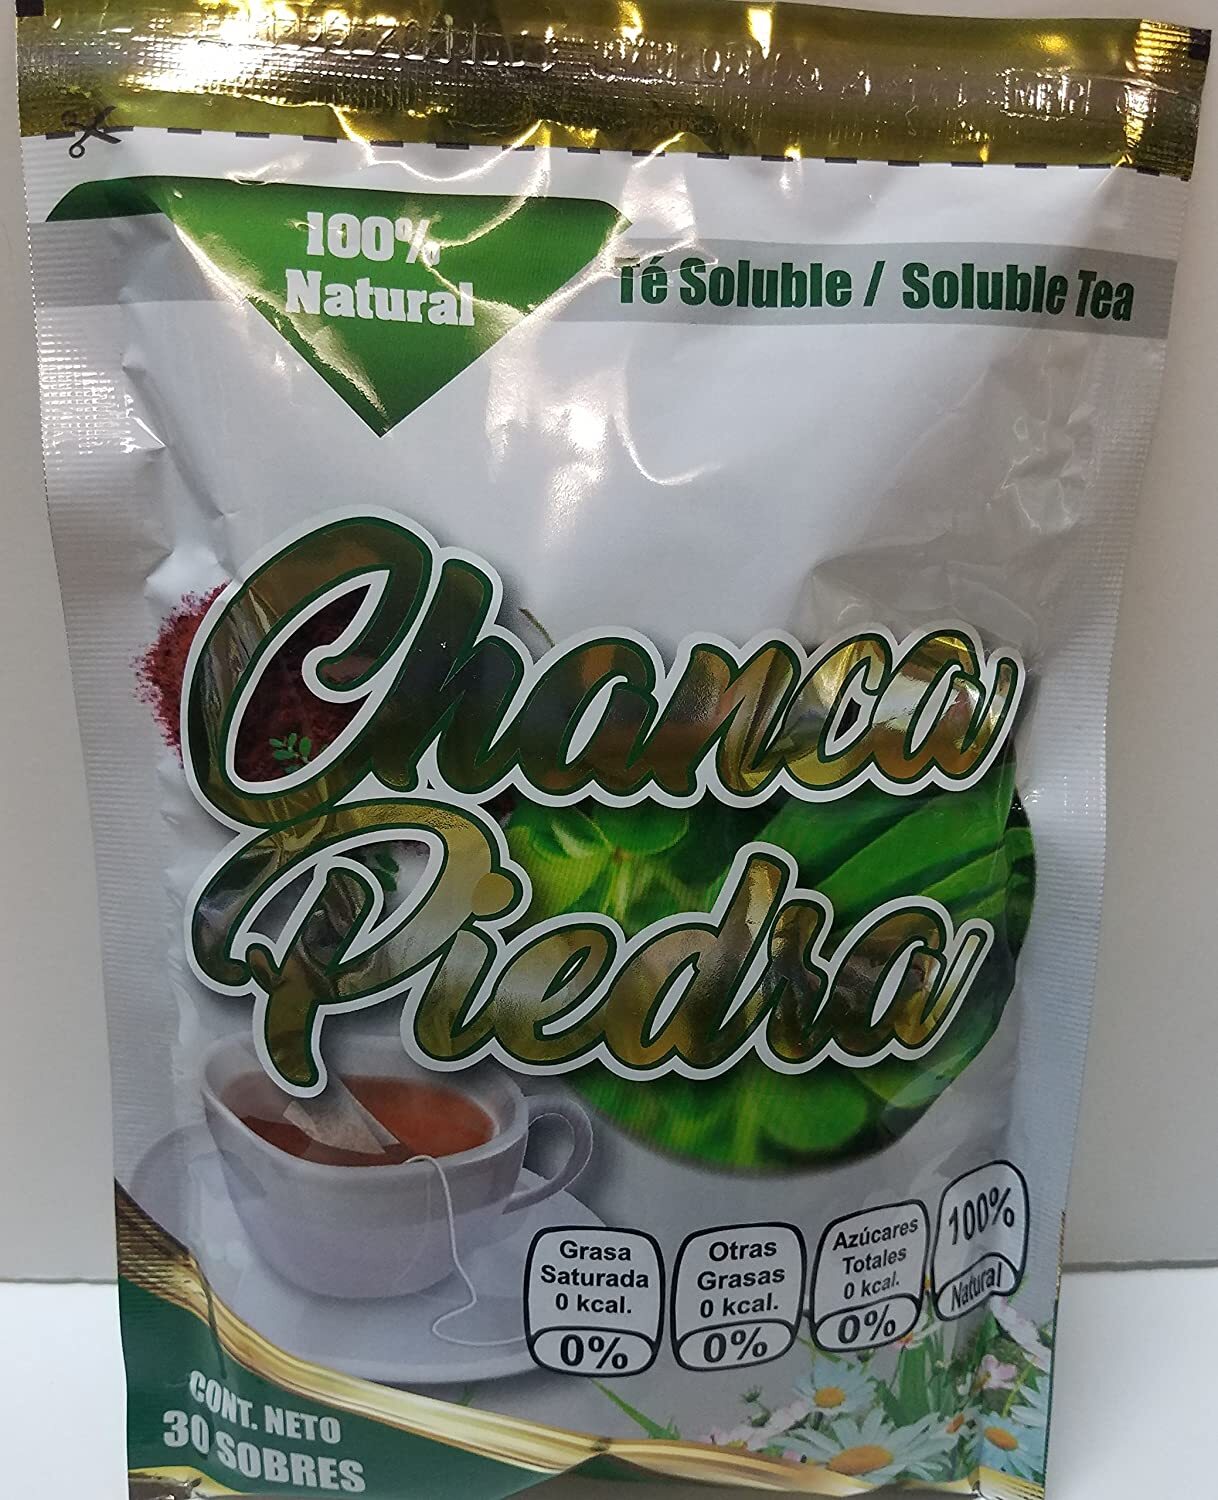 100%
Natural
Té Soluble / Soluble Tea
Chanca
Piedra
Grasa
Saturada
0 kcal.
0%
Otras
Grasas
0 kcal.
0%
Azúcares
Totales
0 kcal.
0%
100%
Natural
CONT. NETO
30 SOBRES